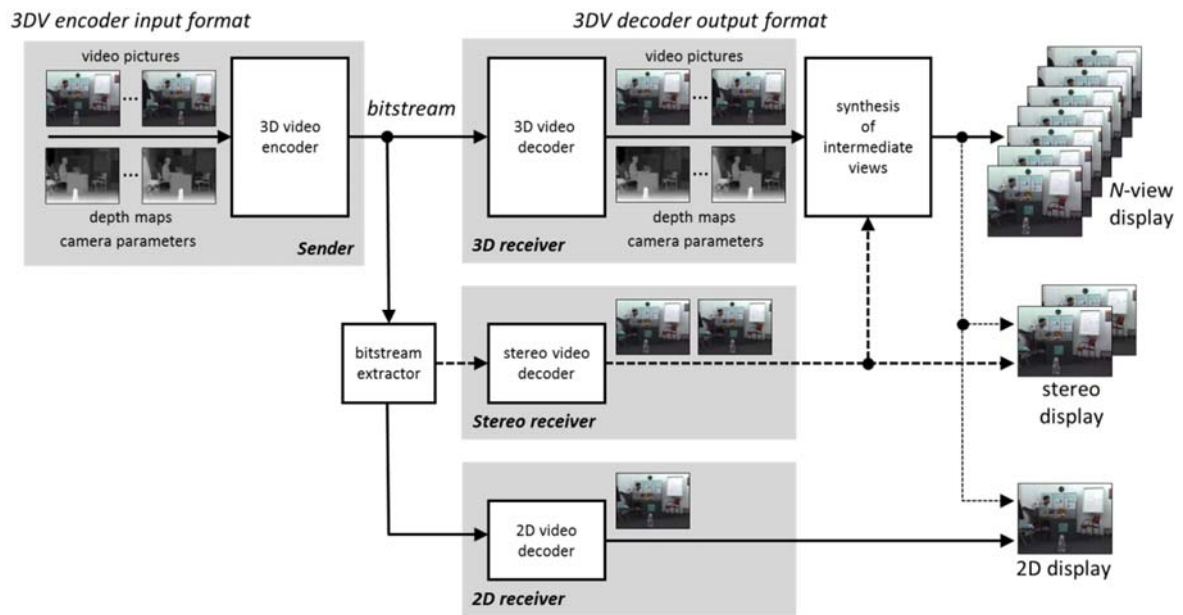 3DV encoder input format
3DV decoder output format
video pictures
...
3D video
encoder
...
depth maps
camera parameters
Sender
bitstream
3D video
decoder
video pictures
...
...
depth maps
camera parameters
3D receiver
synthesis
of
intermediate
views
N-view
display
bitstream
extractor
stereo video
decoder
Stereo receiver
stereo
display
2D video
decoder
2D receiver
2D display